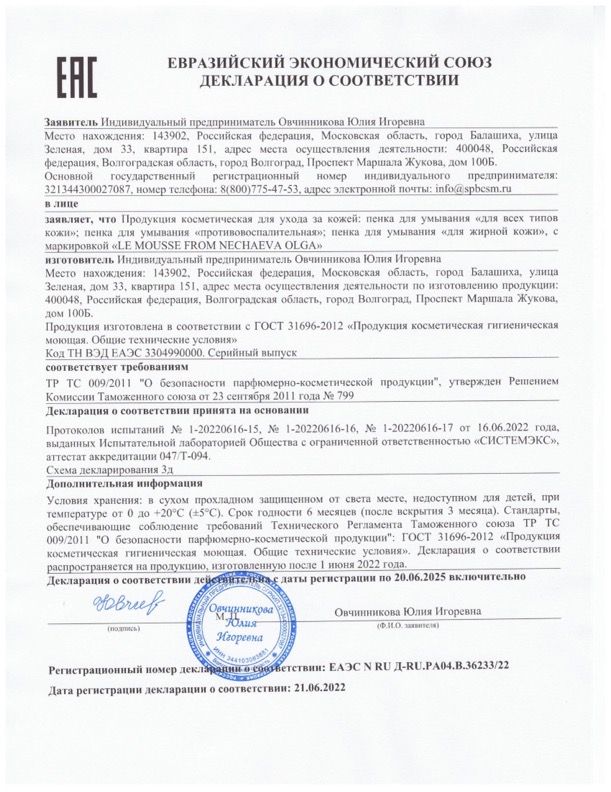 ЕАС
ЕВРАЗИЙСКИЙ ЭКОНОМИЧЕСКИЙ СОЮЗ
ДЕКЛАРАЦИЯ О СООТВЕТСТВИИ
Заявитель Индивидуальный предприниматель Овчинникова Юлия Игоревна
Место нахождения: 143902, Российская федерация, Московская область, город Балашиха, улица
Зеленая, дом 33, квартира 151, адрес места осуществления деятельности: 400048, Российская
федерация, Волгоградская область, город Волгоград, Проспект Маршала Жукова, дом 100Б.
Основной государственный регистрационный номер индивидуального предпринимателя:
321344300027087, номер телефона: 8(800)775-47-53, адрес электронной почты: info@spbcsm.ru
в лице
заявляет, что Продукция косметическая для ухода за кожей: пенка для умывания «для всех типов
кожи»; пенка для умывания «противовоспалительная»; пенка для умывания «для жирной кожи», с
маркировкой «LE MOUSSE FROM NECHAEVA OLGA»
изготовитель Индивидуальный предприниматель Овчинникова Юлия Игоревна
Место нахождения: 143902, Российская федерация, Московская область, город Балашиха, улица
Зеленая, дом 33, квартира 151, адрес места осуществления деятельности по изготовлению продукции:
400048, Российская федерация, Волгоградская область, город Волгоград, Проспект Маршала Жукова,
дом 100Б.
Продукция изготовлена в соответствии с ГОСТ 31696-2012 «Продукция косметическая гигиеническая
моющая. Общие технические условия»
Код ТН ВЭД ЕАЭС 3304990000. Серийный выпуск
соответствует требованиям
ТР ТС 009/2011 "О безопасности парфюмерно-косметической продукции", утвержден Решением
Комиссии Таможенного союза от 23 сентября 2011 года № 799
Декларация о соответствии принята на основании
Протоколов испытаний № 1-20220616-15, № 1-20220616-16, № 1-20220616-17 от 16.06.2022 года,
выданных Испытательной лабораторией Общества с ограниченной ответственностью «СИСТЕМЭКС»,
аттестат аккредитации 047/Т-094.
Схема декларирования 3д
Дополнительная информация
Условия хранения: в сухом прохладном защищенном от света месте, недоступном для детей, при
температуре от 0 до +20°С (±5°С). Срок годности 6 месяцев (после вскрытия 3 месяца). Стандарты,
обеспечивающие соблюдение требований Технического Регламента Таможенного союза ТР ТС
009/2011 "О безопасности парфюмерно-косметической продукции": ГОСТ 31696-2012 «Продукция
косметическая гигиеническая моющая. Общие технические условия». Декларация о соответствии
распространяется на продукцию, изготовленную после 1 июня 2022 года.
Декларация о соответствии действительна с даты регистрации по 20.06.2025 включительно
М.П.
Овчинникова
Юлия
Игоревна
Овчинникова Юлия Игоревна
(подпись)
(Ф.И.О. заявителя)
Регистрационный номер декларации о соответствии: ЕАЭС N RU Д-RU.РА04.В.36233/22
Дата регистрации декларации о соответствии: 21.06.2022